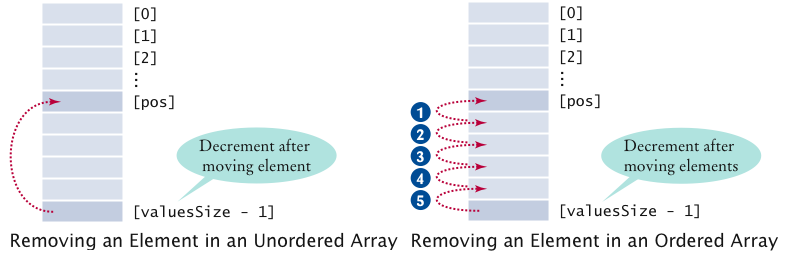 [0]
[1]
[2]
⋮
[pos]
Decrement after
moving element
[valuesSize - 1]
Removing an Element in an Unordered Array
[0]
[1]
[2]
⋮
[pos]
1
2
3
4
5
Decrement after
moving elements
[valuesSize - 1]
Removing an Element in an Ordered Array